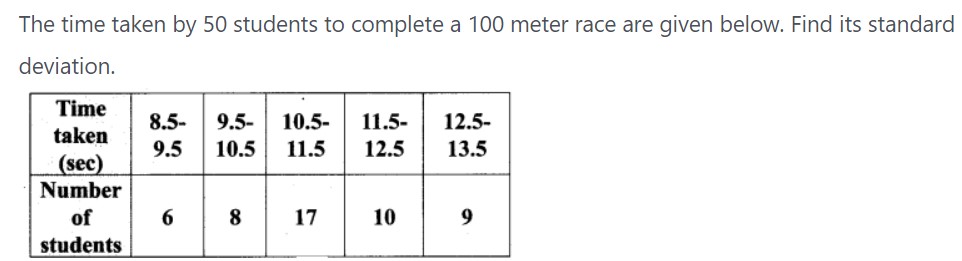 The time taken by 50 students to complete a 100 meter race are given below. Find its standard
deviation.
Time taken (sec) 8.5-9.5 9.5-10.5 10.5-11.5 11.5-12.5 12.5-13.5
Number of students 6 8 17 10 9